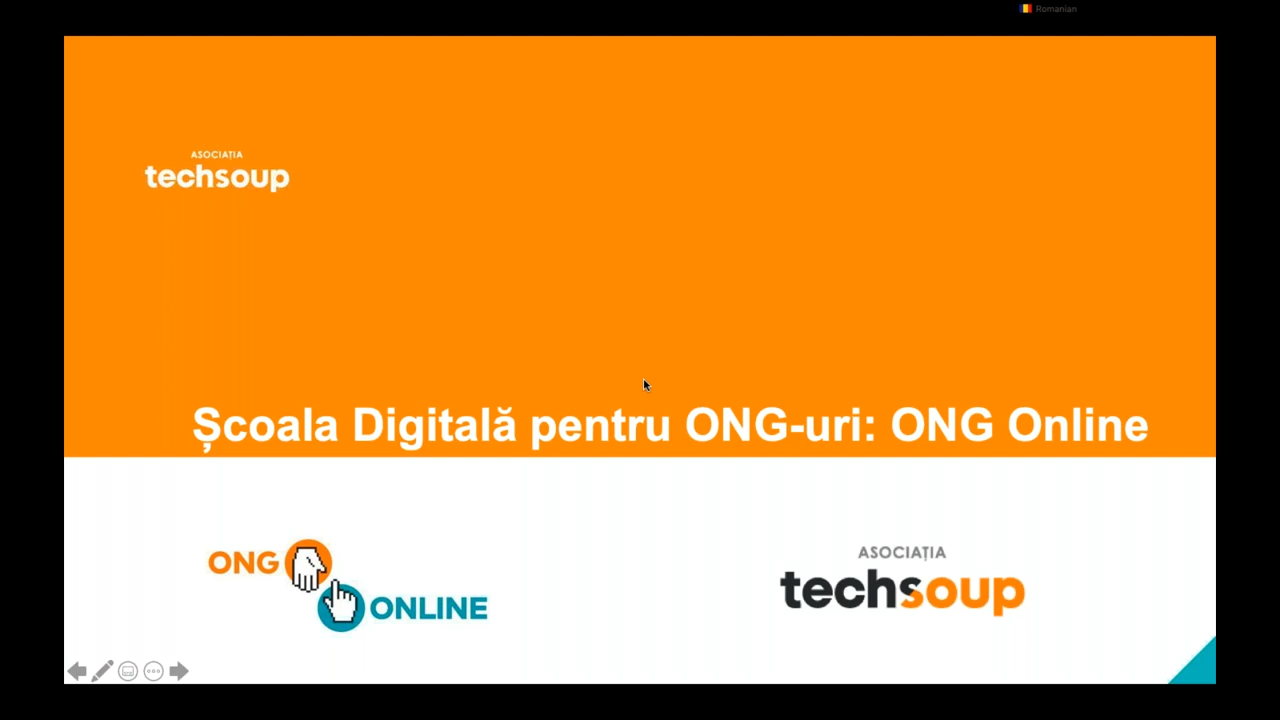 Romanian
ASOCIAȚIA
techsoup
Școala Digitală pentru ONG-uri: ONG Online
ONG
ONLINE
ASOCIAȚIA
techsoup